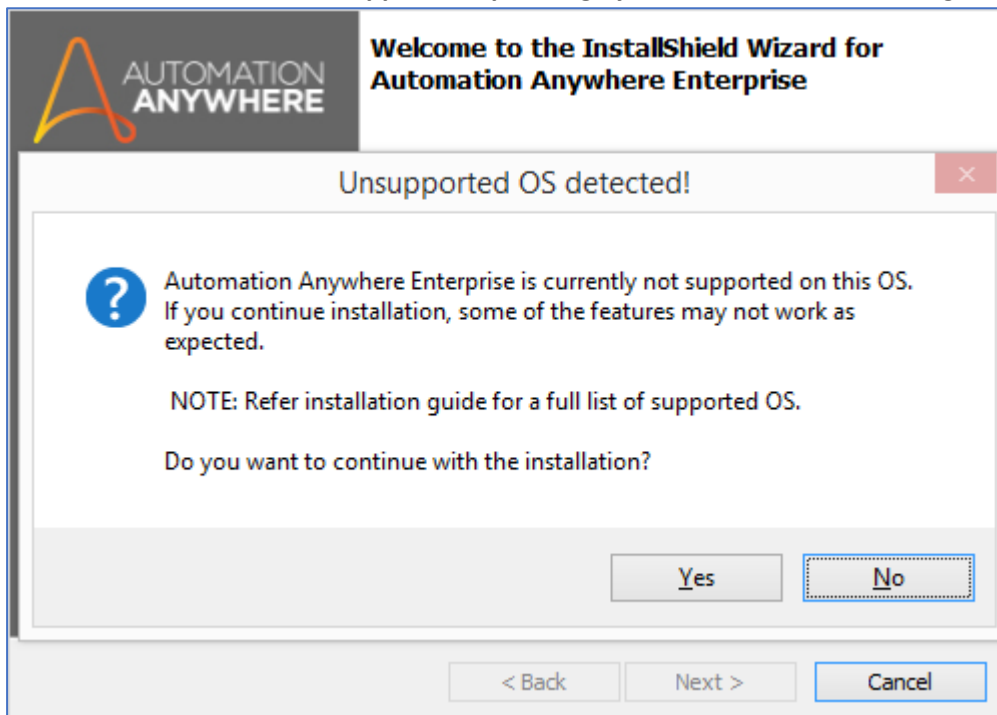 AUTOMATION
ANYWHERE
Welcome to the InstallShield Wizard for
Automation Anywhere Enterprise
Unsupported OS detected!
Automation Anywhere Enterprise is currently not supported on this OS.
If you continue installation, some of the features may not work as
expected.
NOTE: Refer installation guide for a full list of supported OS.
Do you want to continue with the installation?
Yes
No
< Back
Next >
Cancel